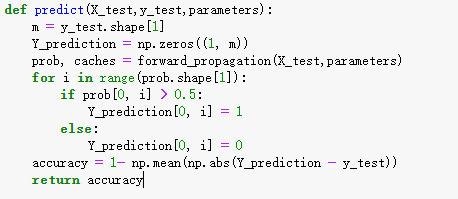 def predict(X_test,y_test,parameters):
    m = y_test.shape[1]
    Y_prediction = np.zeros((1, m))
    prob, caches = forward_propagation(X_test,parameters)
    for i in range(prob.shape[1]):
        if prob[0, i] > 0.5:
            Y_prediction[0, i] = 1
        else:
            Y_prediction[0, i] = 0
    accuracy = 1- np.mean(np.abs(Y_prediction - y_test))
    return accuracy